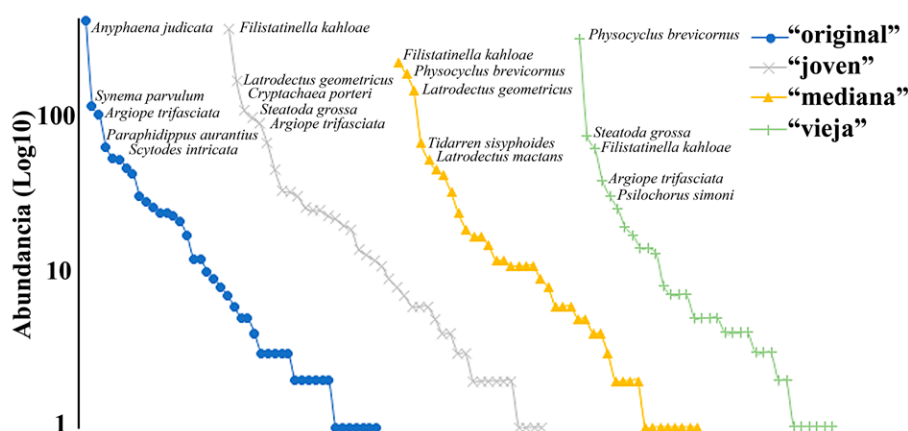 Anyphaena judicata
Synema parvulum
Argiope trifasciata
Paraphidippus aurantius
Scytodes intricata
Filistatinella kahloae
Latrodectus geometricus
Cryptachaea porteri
Steatoda grossa
Argiope trifasciata
Filistatinella kahloae
Physocyclus brevicornus
Latrodectus geometricus
Tidarren sisyphoides
Latrodectus mactans
Physocyclus brevicornus
Steatoda grossa
Filistatinella kahloae
Argiope trifasciata
Psilochorus simoni
“original”
“joven”
“mediana”
“vieja”
Abundancia (Log10)
100
10
1